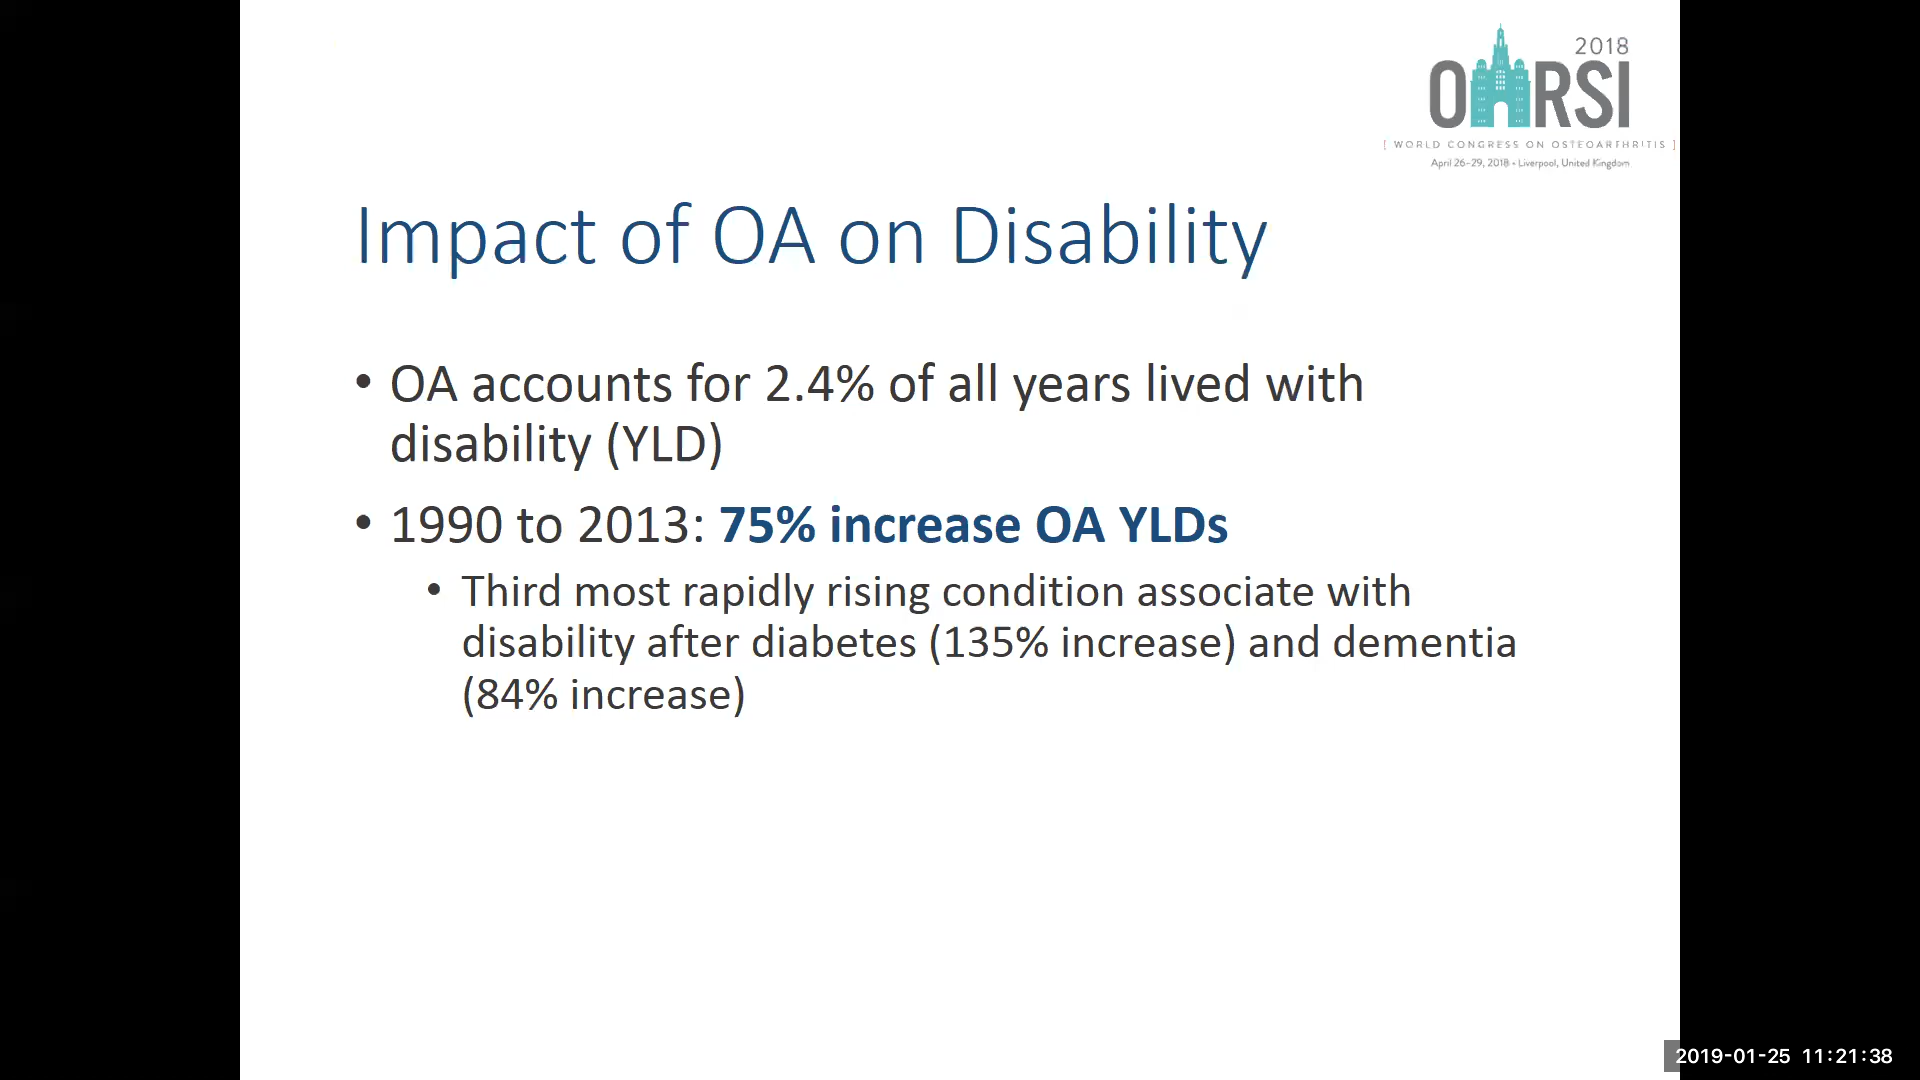 2018
OARSI
[ WORLD CONGRESS ON OSTEOARTHRITIS ]
April 26-29, 2018 • Liverpool, United Kingdom
Impact of OA on Disability
• OA accounts for 2.4% of all years lived with
disability (YLD)
• 1990 to 2013: 75% increase OA YLDs
• Third most rapidly rising condition associate with
disability after diabetes (135% increase) and dementia
(84% increase)
2019-01-25 11:21:38